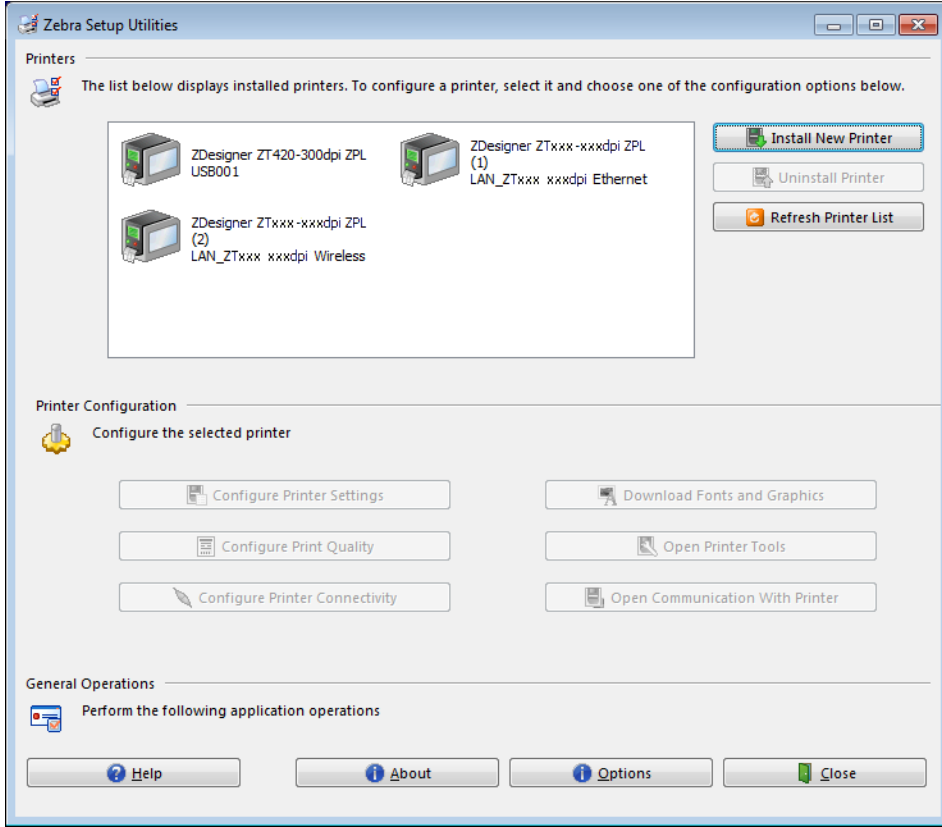 Zebra Setup Utilities
Printers
The list below displays installed printers. To configure a printer, select it and choose one of the configuration options below.
ZDesigner ZT420-300dpi ZPL
USB001
ZDesigner ZTxxx-xxxdpi ZPL
(1)
LAN_ZTxxx xxxdpi Ethernet
ZDesigner ZTxxx-xxxdpi ZPL
(2)
LAN_ZTxxx xxxdpi Wireless
Install New Printer
Uninstall Printer
Refresh Printer List
Printer Configuration
Configure the selected printer
Configure Printer Settings
Download Fonts and Graphics
Configure Print Quality
Open Printer Tools
Configure Printer Connectivity
Open Communication With Printer
General Operations
Perform the following application operations
Help
About
Options
Close